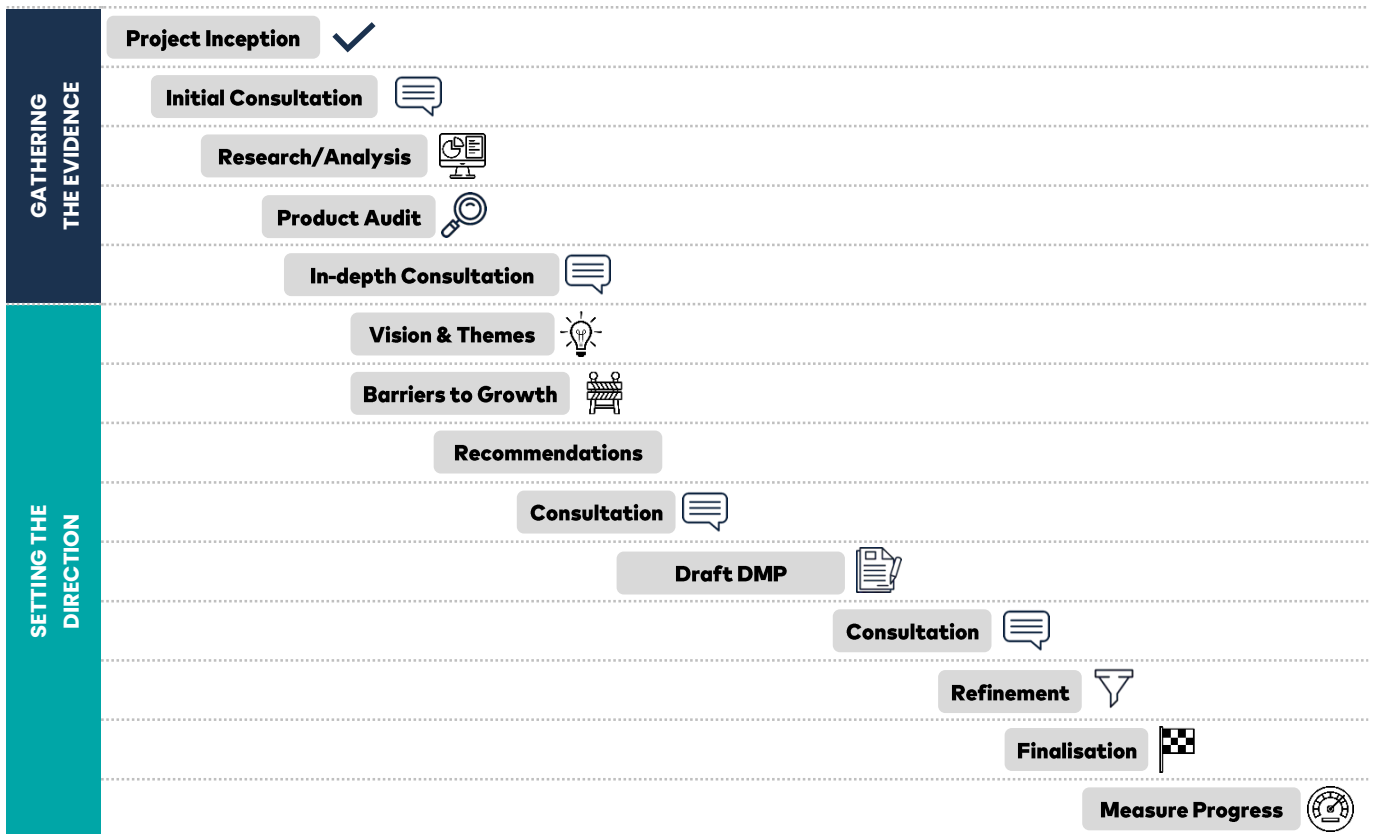 GATHERING
THE EVIDENCE
Project Inception
Initial Consultation
Research/Analysis
Product Audit
In-depth Consultation
SETTING THE
DIRECTION
Vision & Themes
Barriers to Growth
Recommendations
Consultation
Draft DMP
Consultation
Refinement
Finalisation
Measure Progress